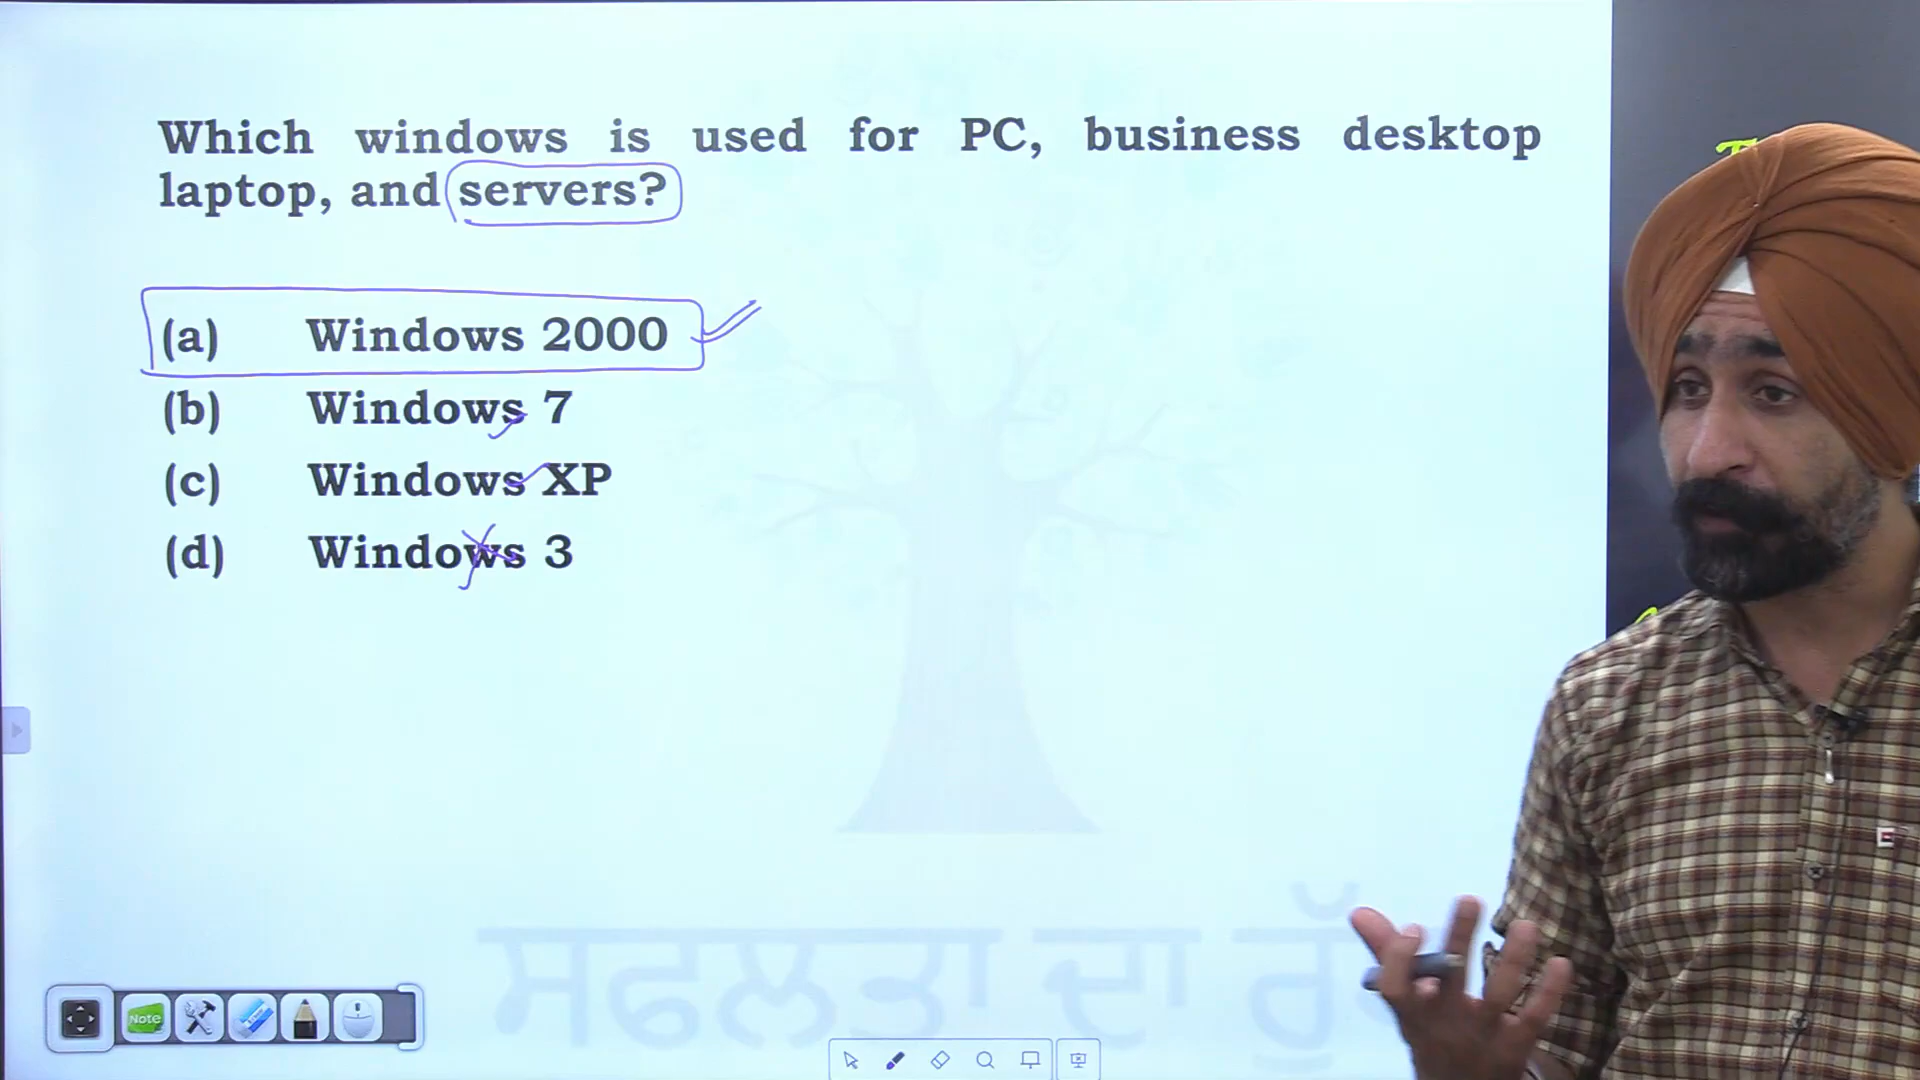 Which windows is used for PC, business desktop
laptop, and servers?
(a) Windows 2000
(b) Windows 7
(c) Windows XP
(d) Windows 3
ਸਫਲਤਾ ਦਾ
Note